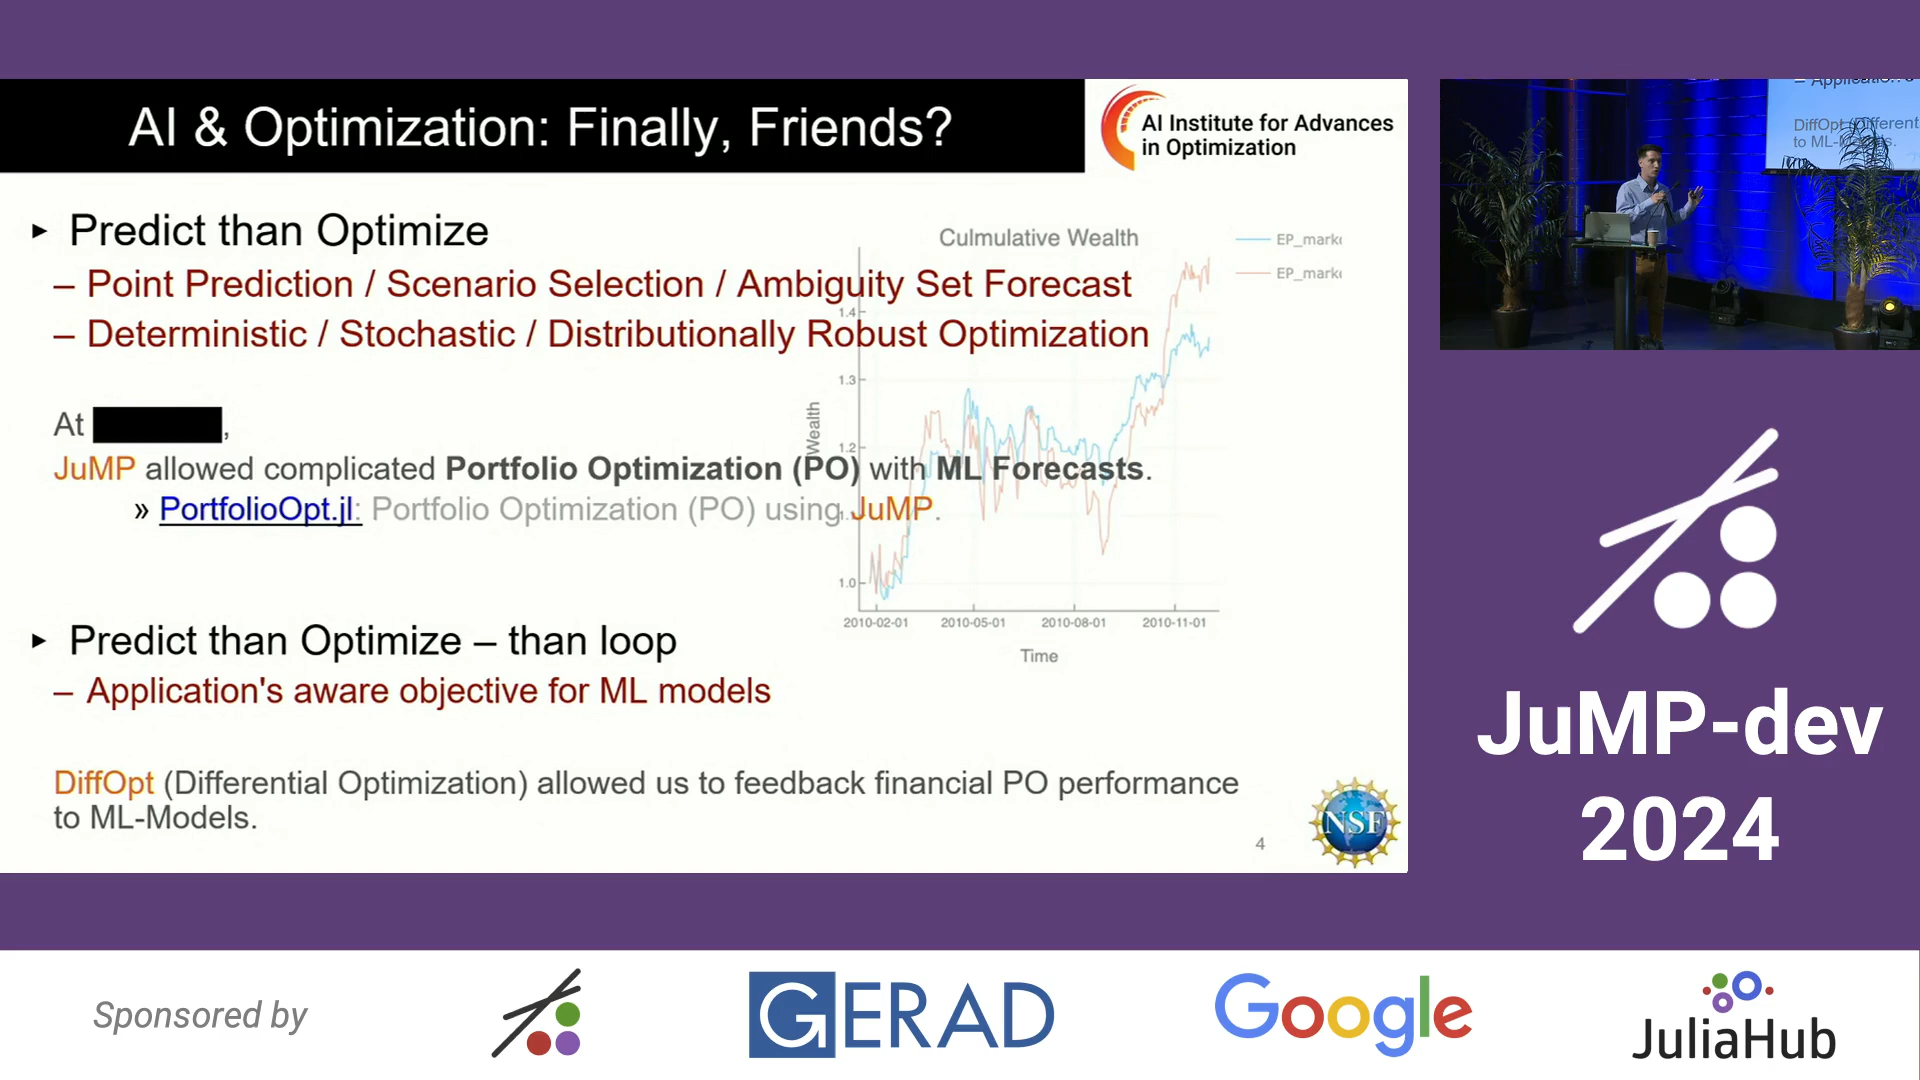 AI & Optimization: Finally, Friends?
AI Institute for Advances
in Optimization
▸ Predict than Optimize
– Point Prediction / Scenario Selection / Ambiguity Set Forecast
– Deterministic / Stochastic / Distributionally Robust Optimization
At ,
JuMP allowed complicated Portfolio Optimization (PO) with ML Forecasts.
» PortfolioOpt.jl: Portfolio Optimization (PO) using JuMP.
Culmulative Wealth
EP_mark
EP_mark
Wealth
1.4
1.3
1.2
1.0
2010-02-01 2010-05-01 2010-08-01 2010-11-01
Time
▸ Predict than Optimize – than loop
– Application's aware objective for ML models
DiffOpt (Differential Optimization) allowed us to feedback financial PO performance
to ML-Models.
NSF
4
DiffOpt
to ML-
JuMP-dev
2024
Sponsored by
GERAD
Google
JuliaHub